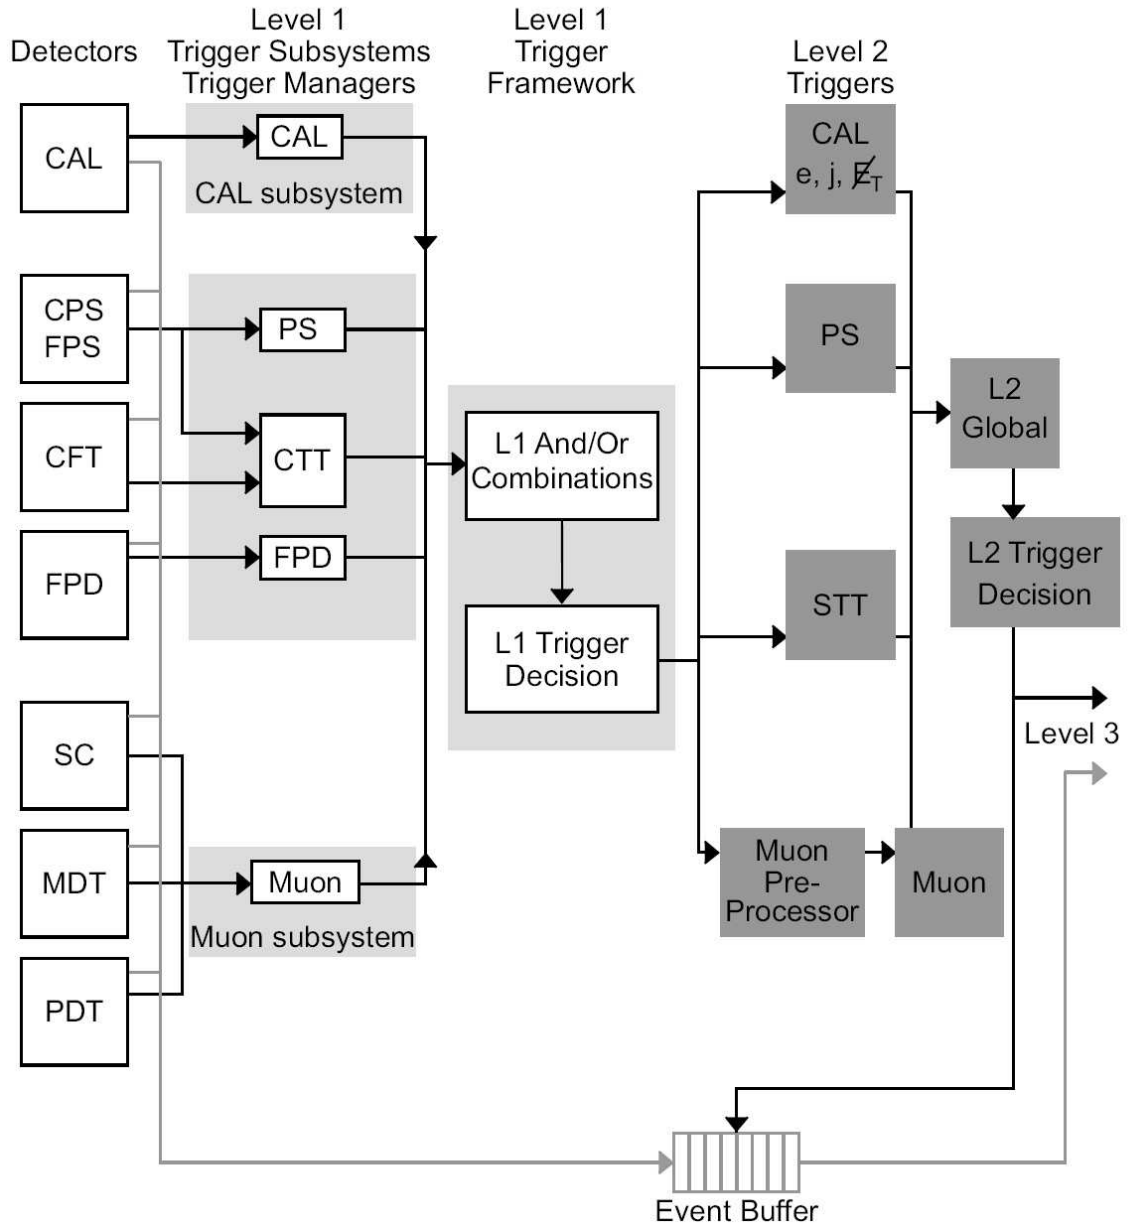 Detectors
Level 1
Trigger Subsystems
Trigger Managers
Level 1
Trigger
Framework
Level 2
Triggers
CAL
CPS
FPS
CFT
FPD
SC
MDT
PDT
CAL
CAL subsystem
PS
CTT
FPD
Muon
Muon subsystem
L1 And/Or
Combinations
L1 Trigger
Decision
CAL
e, j, E̸T
PS
STT
Muon
Pre-
Processor
Muon
L2
Global
L2 Trigger
Decision
Level 3
Event Buffer